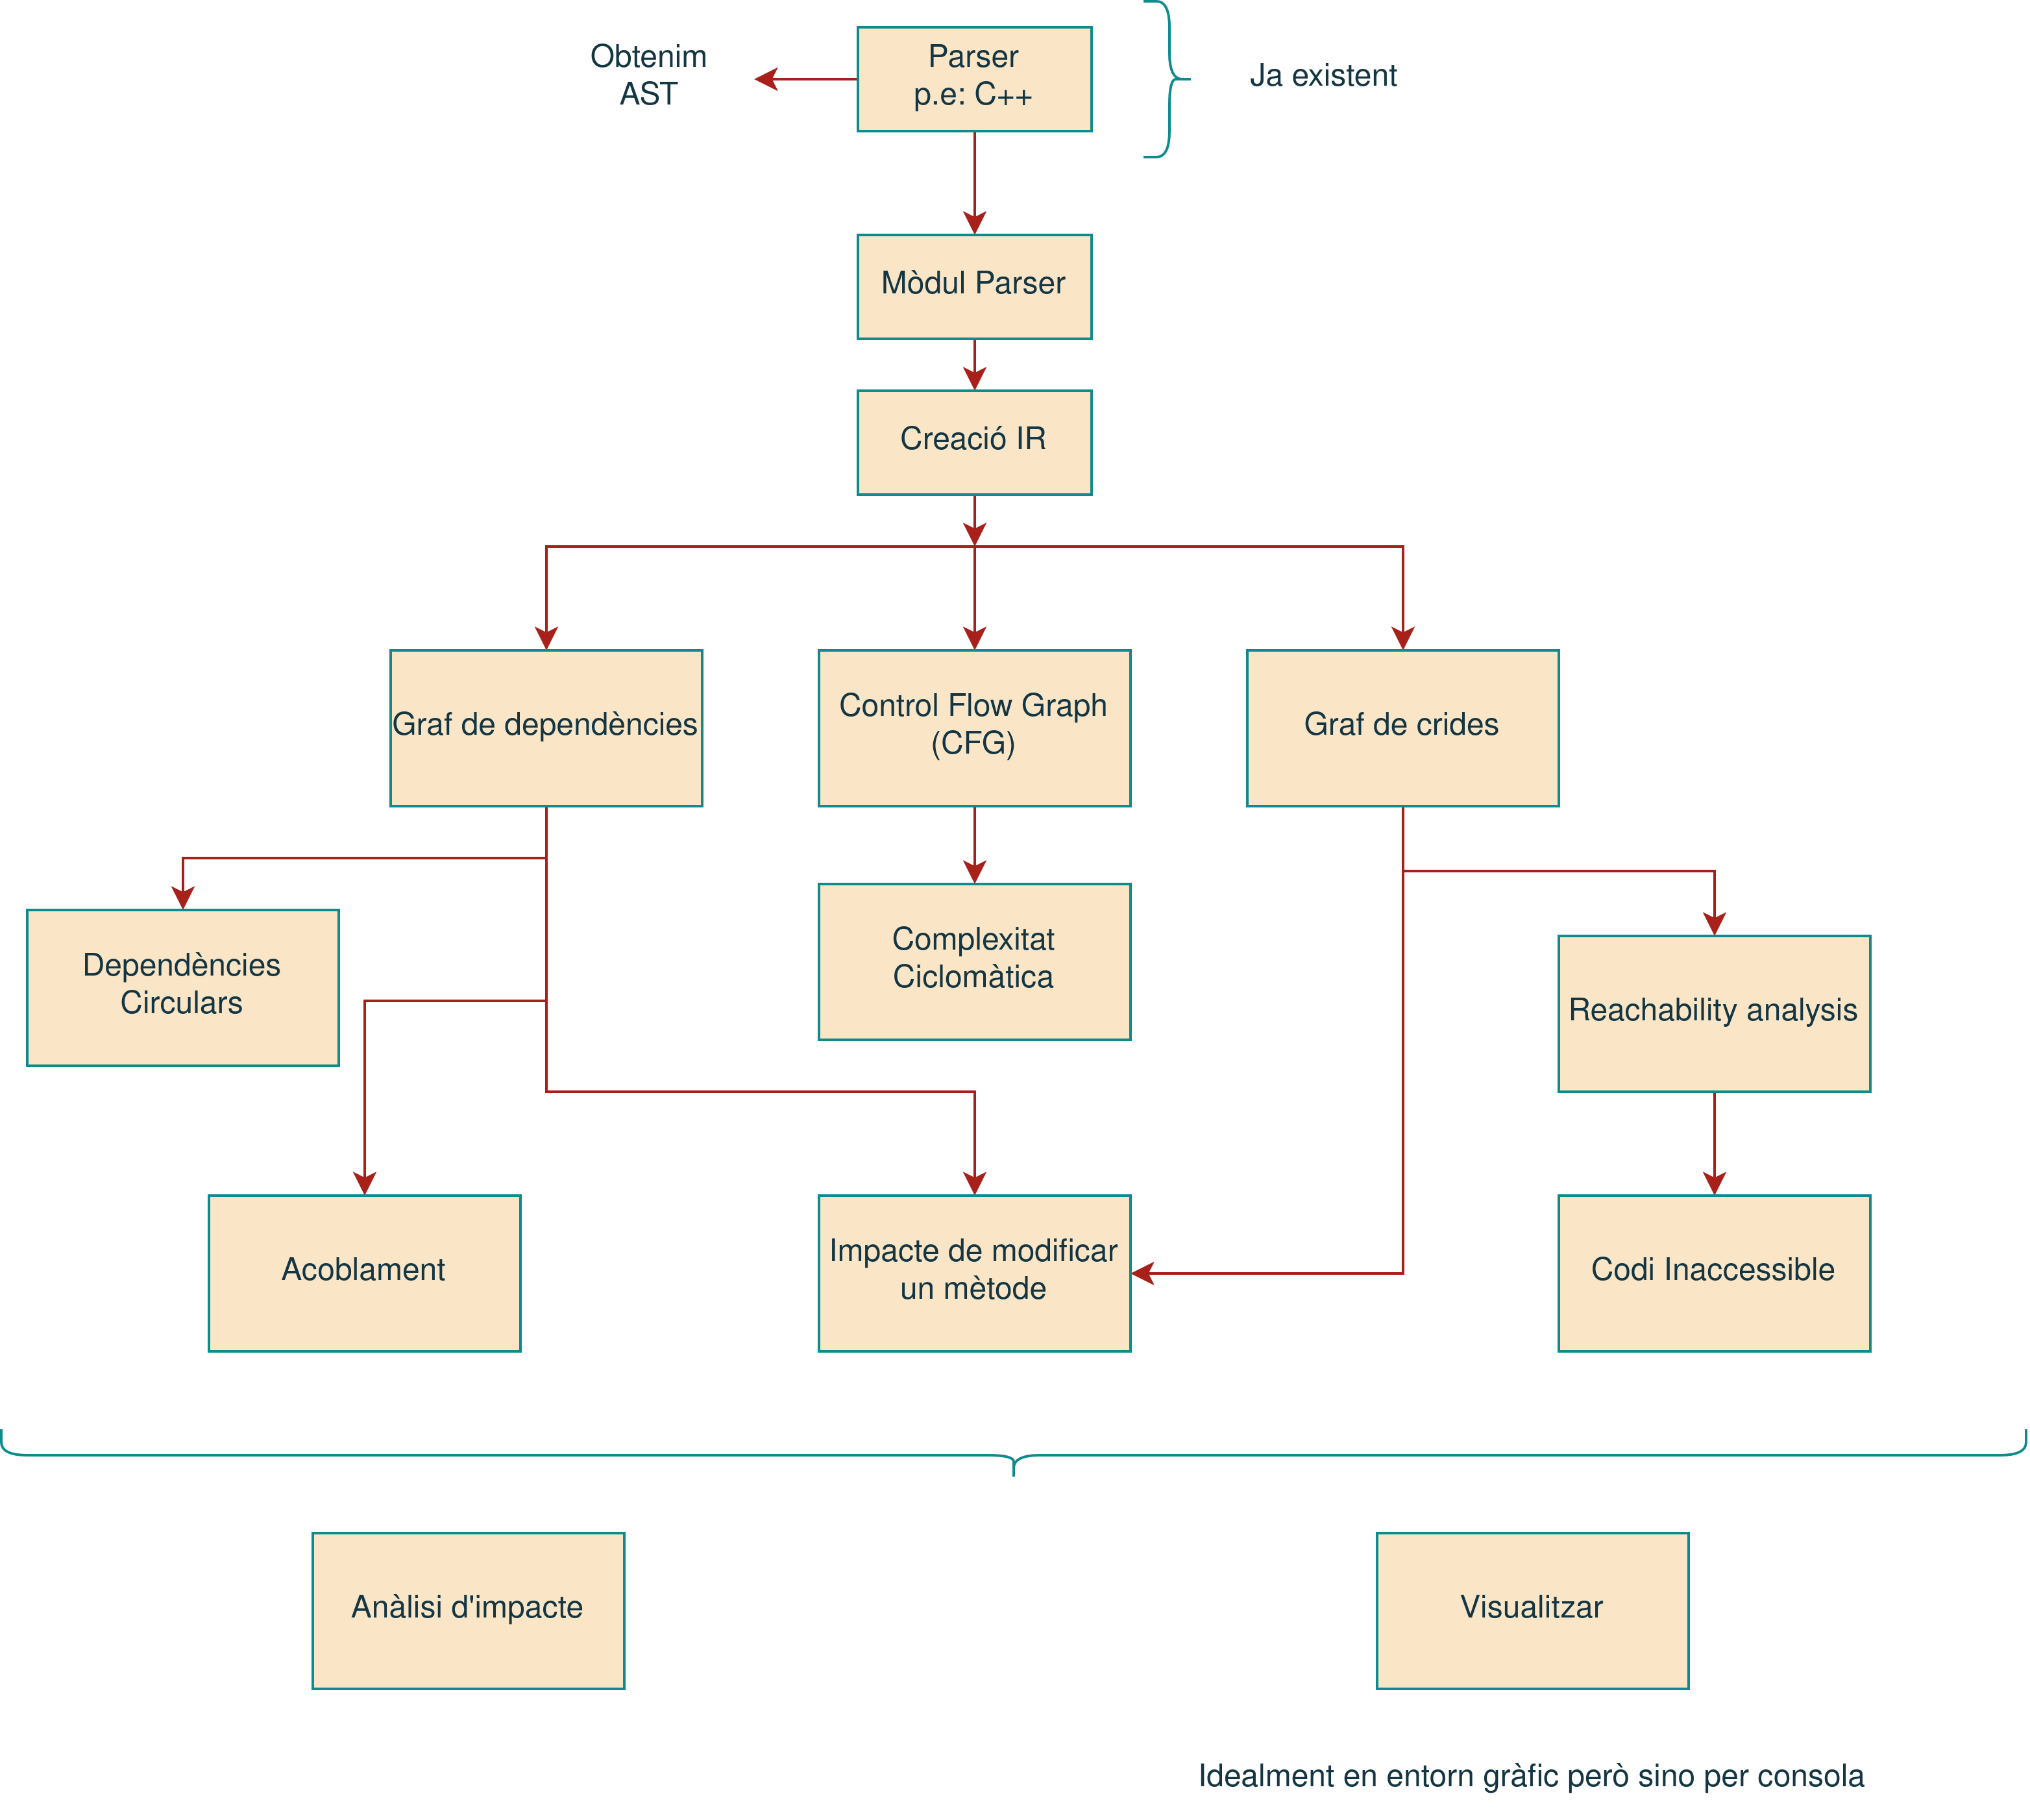 Obtenim
AST
Parser
p.e: C++
Ja existent
Mòdul Parser
Creació IR
Graf de dependències
Control Flow Graph
(CFG)
Graf de crides
Dependències
Circulars
Complexitat
Ciclomàtica
Reachability analysis
Acoblament
Impacte de modificar
un mètode
Codi Inaccessible
Anàlisi d'impacte
Visualitzar
Idealment en entorn gràfic però sino per consola